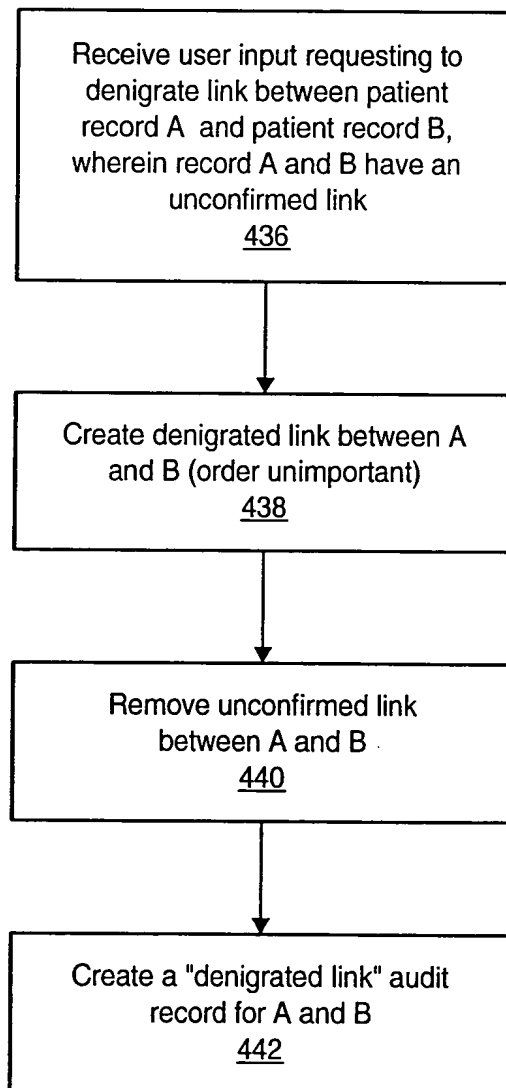 Receive user input requesting to
denigrate link between patient
record A and patient record B,
wherein record A and B have an
unconfirmed link
436
Create denigrated link between A
and B (order unimportant)
438
Remove unconfirmed link
between A and B
440
Create a "denigrated link" audit
record for A and B
442